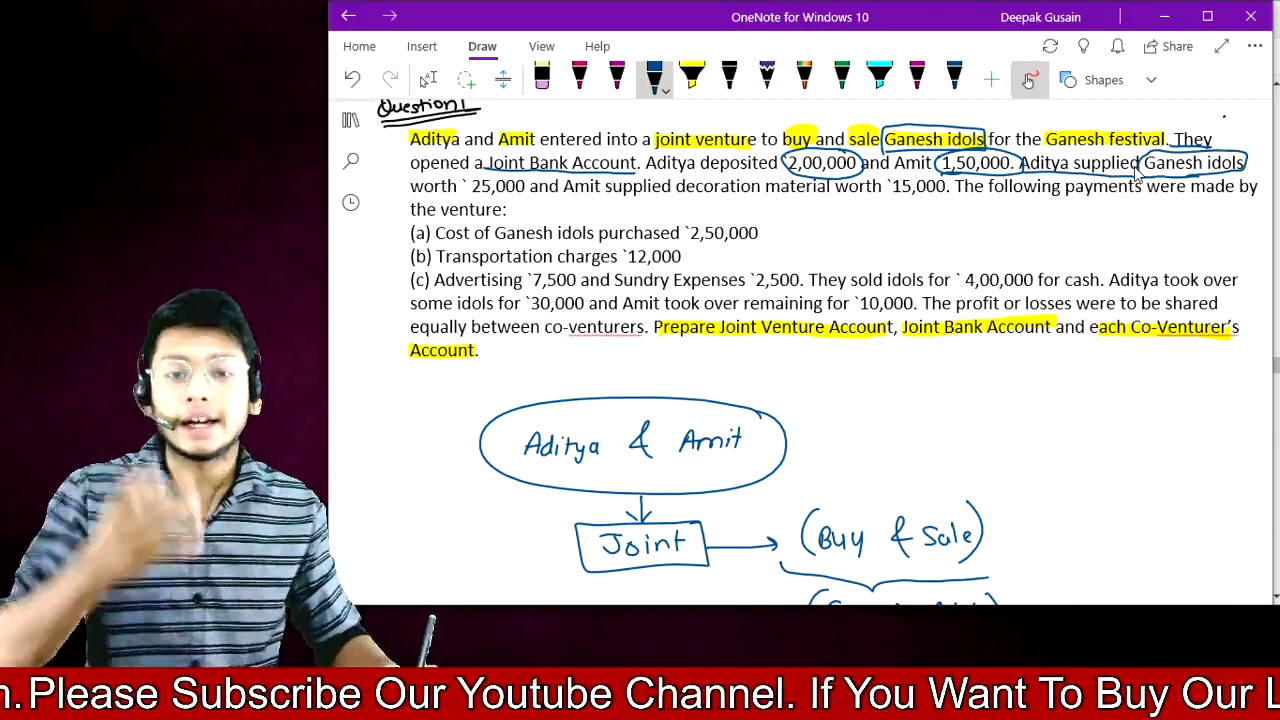 OneNote for Windows 10
Deepak Gusain
Home Insert Draw View Help
Share
Shapes
Question 1
Aditya and Amit entered into a joint venture to buy and sale Ganesh idols for the Ganesh festival. They
opened a Joint Bank Account. Aditya deposited `2,00,000 and Amit `1,50,000. Aditya supplied Ganesh idols
worth ` 25,000 and Amit supplied decoration material worth `15,000. The following payments were made by
the venture:
(a) Cost of Ganesh idols purchased `2,50,000
(b) Transportation charges `12,000
(c) Advertising `7,500 and Sundry Expenses `2,500. They sold idols for ` 4,00,000 for cash. Aditya took over
some idols for `30,000 and Amit took over remaining for `10,000. The profit or losses were to be shared
equally between co-venturers. Prepare Joint Venture Account, Joint Bank Account and each Co-Venturer's
Account.
Aditya & Amit
Joint
(Buy & Sale)
n. Please Subscribe Our Youtube Channel. If You Want To Buy Our L